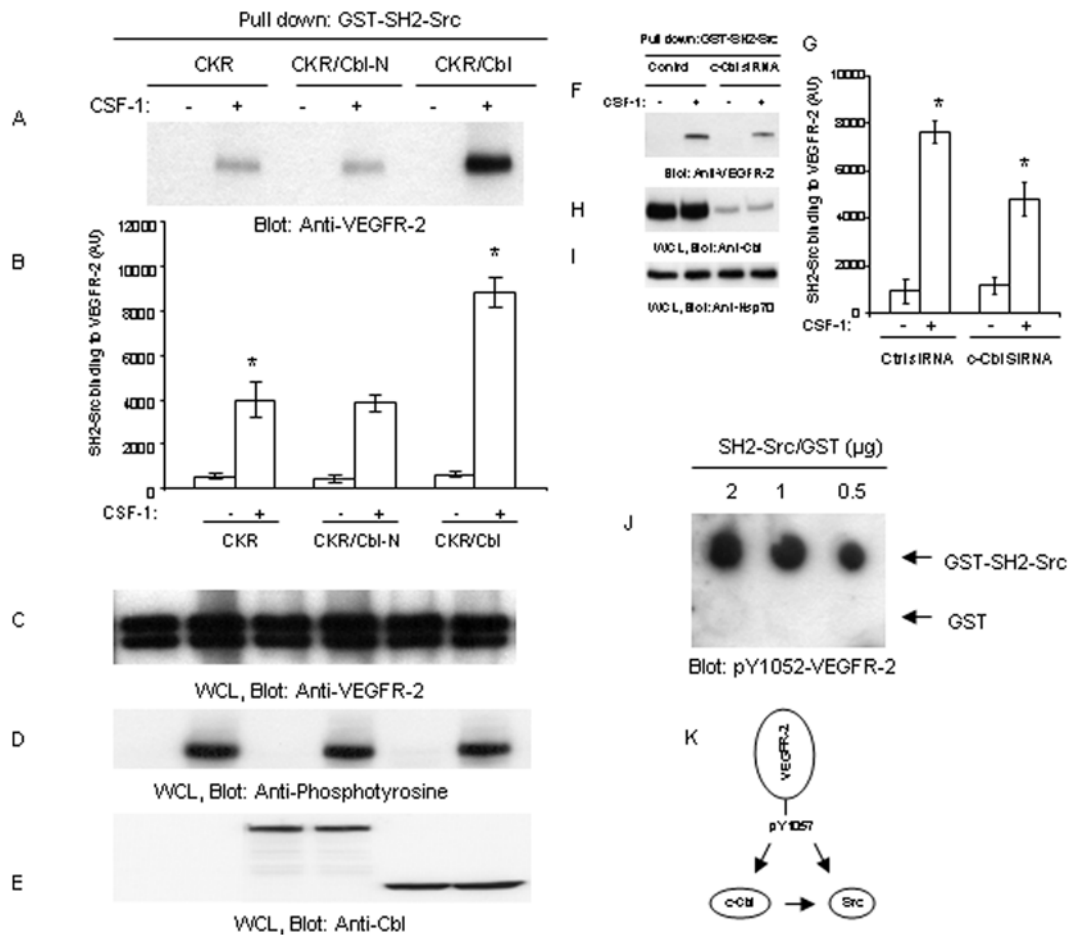 Pull down: GST-SH2-Src
CKR CKR/Cbl-N CKR/Cbl
CSF-1: - + - + - +
A
Blot: Anti-VEGFR-2
B
SH2-Src binding to VEGFR-2 (AU)
12000
10000
8000
6000
4000
2000
0
* *
CSF-1: - + - + - +
CKR CKR/Cbl-N CKR/Cbl
C
WCL, Blot: Anti-VEGFR-2
D
WCL, Blot: Anti-Phosphotyrosine
E
WCL, Blot: Anti-Cbl
Pull down: GST-SH2-Src
Control c-Cbl siRNA
F
CSF-1: - + - +
Blot: Anti-VEGFR-2
H
WCL, Blot: Anti-Cbl
I
WCL, Blot: Anti-Hsp70
G
SH2-Src binding to VEGFR-2 (AU)
10000
8000
6000
4000
2000
0
* *
CSF-1: - + - +
Ctrl siRNA c-Cbl SiRNA
SH2-Src/GST (µg)
2 1 0.5
J
GST-SH2-Src
GST
Blot: pY1052-VEGFR-2
K
VEGFR-2
pY1057
c-Cbl Src